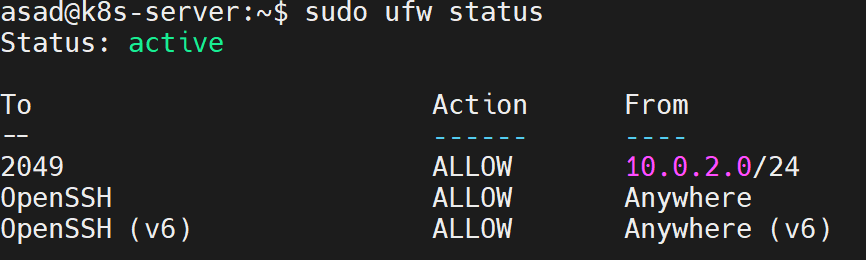 asad@k8s-server:~$ sudo ufw status
Status: active

To                         Action      From
--                         ------      ----
2049                       ALLOW       10.0.2.0/24
OpenSSH                    ALLOW       Anywhere
OpenSSH (v6)               ALLOW       Anywhere (v6)